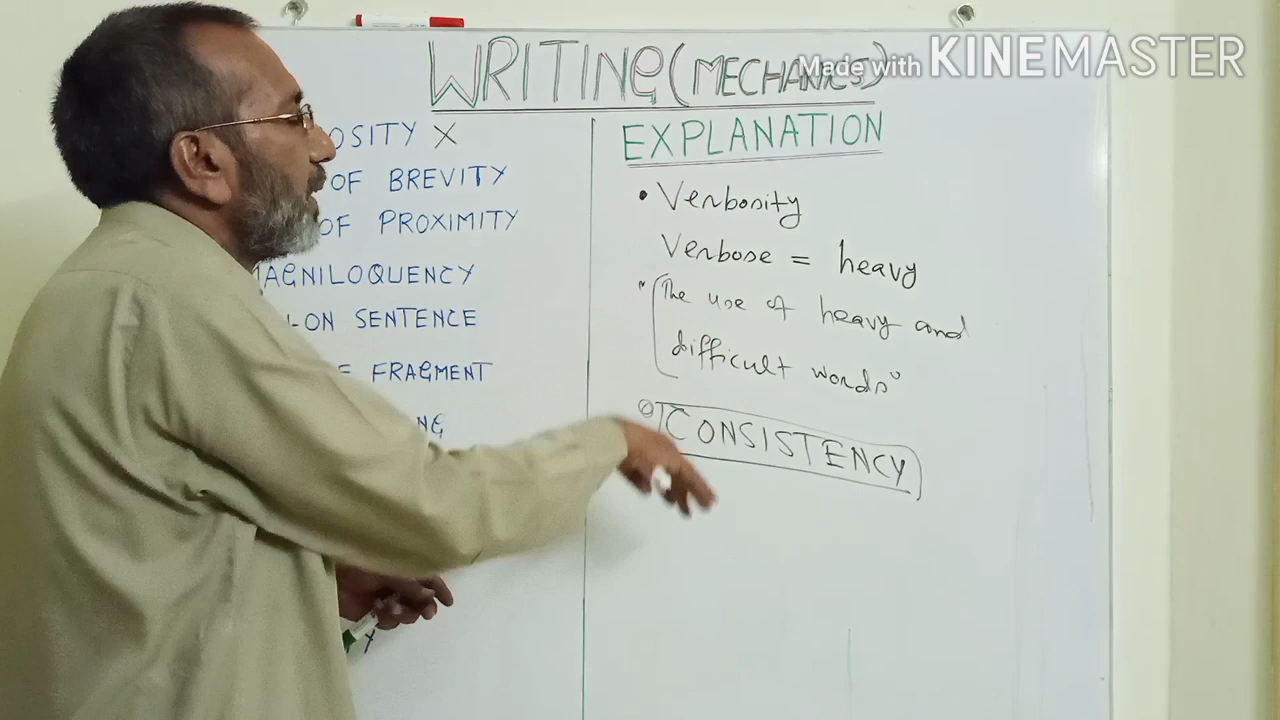 WRITING (MECHANICS)
Made with KINEMASTER
OSITY X
OF BREVITY
OF PROXIMITY
MAGNILOQUENCY
-ON SENTENCE
FRAGMENT
NG
EXPLANATION
• Verbosity
Verbose = heavy
"The use of heavy and
difficult words"
CONSISTENCY